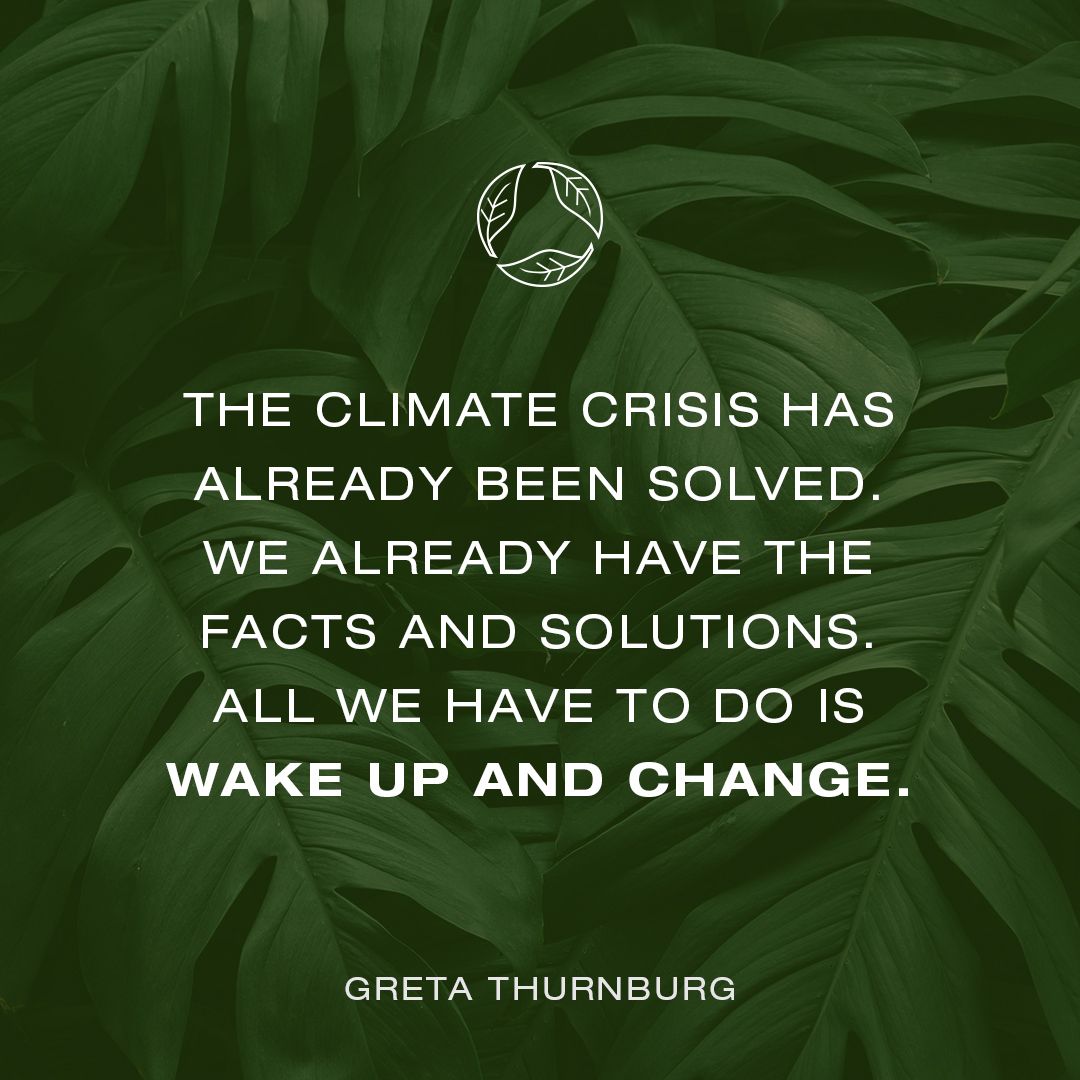 THE CLIMATE CRISIS HAS
ALREADY BEEN SOLVED.
WE ALREADY HAVE THE
FACTS AND SOLUTIONS.
ALL WE HAVE TO DO IS
WAKE UP AND CHANGE.
GRETA THURNBURG